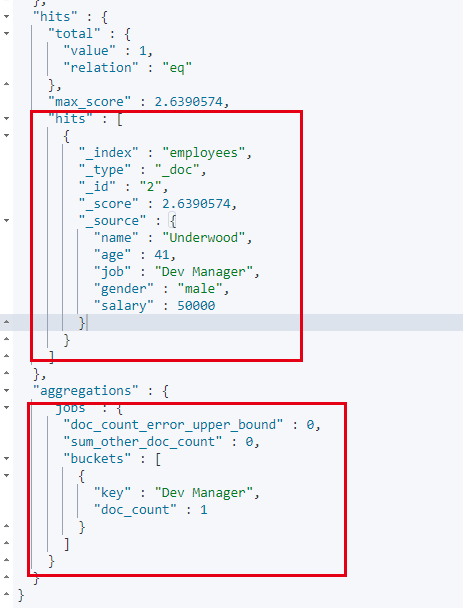 },
"hits" : {
"total" : {
"value" : 1,
"relation" : "eq"
},
"max_score" : 2.6390574,
"hits" : [
{
"_index" : "employees",
"_type" : "_doc",
"_id" : "2",
"_score" : 2.6390574,
"_source" : {
"name" : "Underwood",
"age" : 41,
"job" : "Dev Manager",
"gender" : "male",
"salary" : 50000
}
}
]
},
"aggregations" : {
"jobs" : {
"doc_count_error_upper_bound" : 0,
"sum_other_doc_count" : 0,
"buckets" : [
{
"key" : "Dev Manager",
"doc_count" : 1
}
]
}
}
}